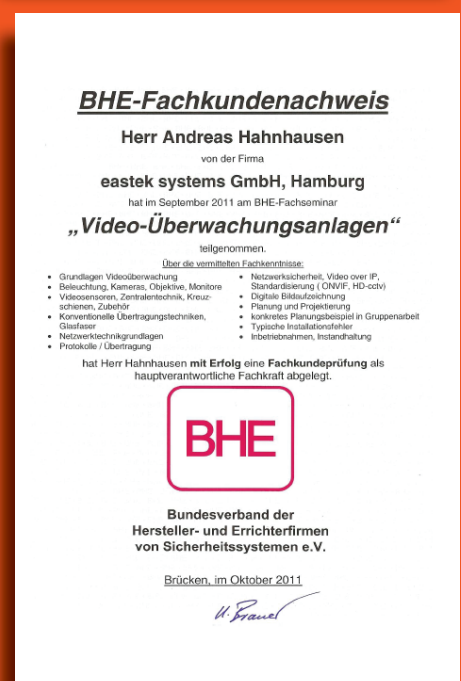 BHE-Fachkundenachweis
Herr Andreas Hahnhausen
von der Firma
eastek systems GmbH, Hamburg
hat im September 2011 am BHE-Fachseminar
„Video-Überwachungsanlagen“
teilgenommen.
Über die vermittelten Fachkenntnisse:
• Grundlagen Videoüberwachung
• Beleuchtung, Kameras, Objektive, Monitore
• Videosensoren, Zentralentechnik, Kreuz-
schienen, Zubehör
• Konventionelle Übertragungstechniken,
Glasfaser
• Netzwerktechnikgrundlagen
• Protokolle / Übertragung
• Netzwerksicherheit, Video over IP,
Standardisierung ( ONVIF, HD-cctv)
• Digitale Bildaufzeichnung
• Planung und Projektierung
• konkretes Planungsbeispiel in Gruppenarbeit
• Typische Installationsfehler
• Inbetriebnahmen, Instandhaltung
hat Herr Hahnhausen mit Erfolg eine Fachkundeprüfung als
hauptverantwortliche Fachkraft abgelegt.
BHE
Bundesverband der
Hersteller- und Errichterfirmen
von Sicherheitssystemen e.V.
Brücken, im Oktober 2011